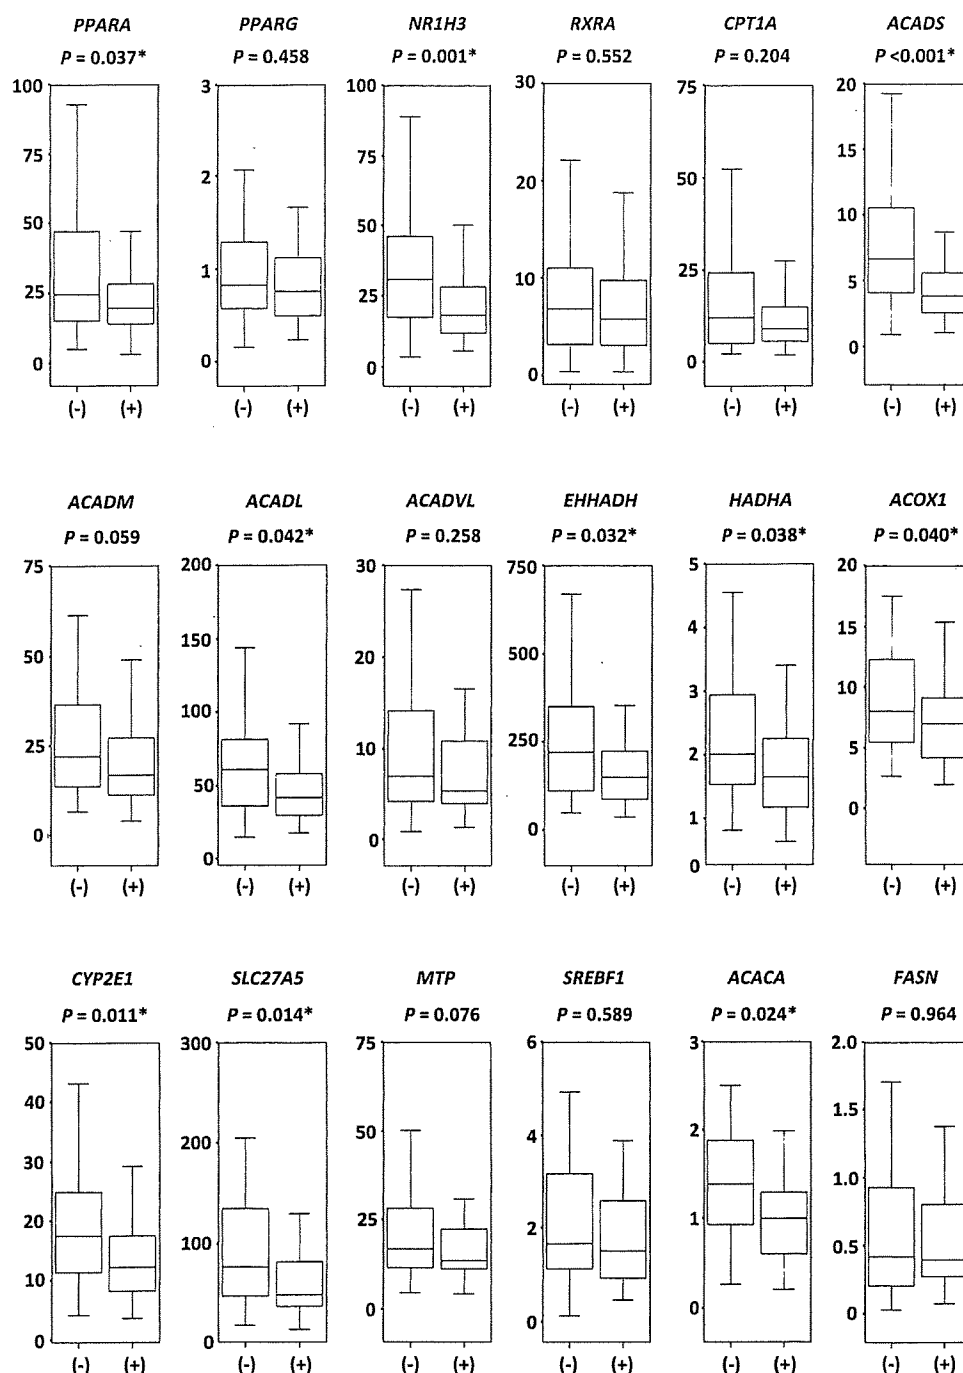 PPARA PPARG NR1H3 RXRA CPT1A ACADS
P = 0.037* P = 0.458 P = 0.001* P = 0.552 P = 0.204 P <0.001*
100 3 100 30 75 20
75 2 75 20 50 15
50 1 50 10 25 10
25 0 25 0 0 5
0 0 0
(-) (+) (-) (+) (-) (+) (-) (+) (-) (+) (-) (+)
ACADM ACADL ACADVL EHHADH HADHA ACOX1
P = 0.059 P = 0.042* P = 0.258 P = 0.032* P = 0.038* P = 0.040*
75 200 30 750 5 20
50 150 20 500 4 15
25 100 10 250 3 10
0 50 0 0 2 5
0 1 0
0
(-) (+) (-) (+) (-) (+) (-) (+) (-) (+) (-) (+)
CYP2E1 SLC27A5 MTP SREBF1 ACACA FASN
P = 0.011* P = 0.014* P = 0.076 P = 0.589 P = 0.024* P = 0.964
50 300 75 6 3 2.0
40 200 50 4 2 1.5
30 100 25 2 1 1.0
20 0 0 0 0 0.5
10 0
0
(-) (+) (-) (+) (-) (+) (-) (+) (-) (+) (-) (+)